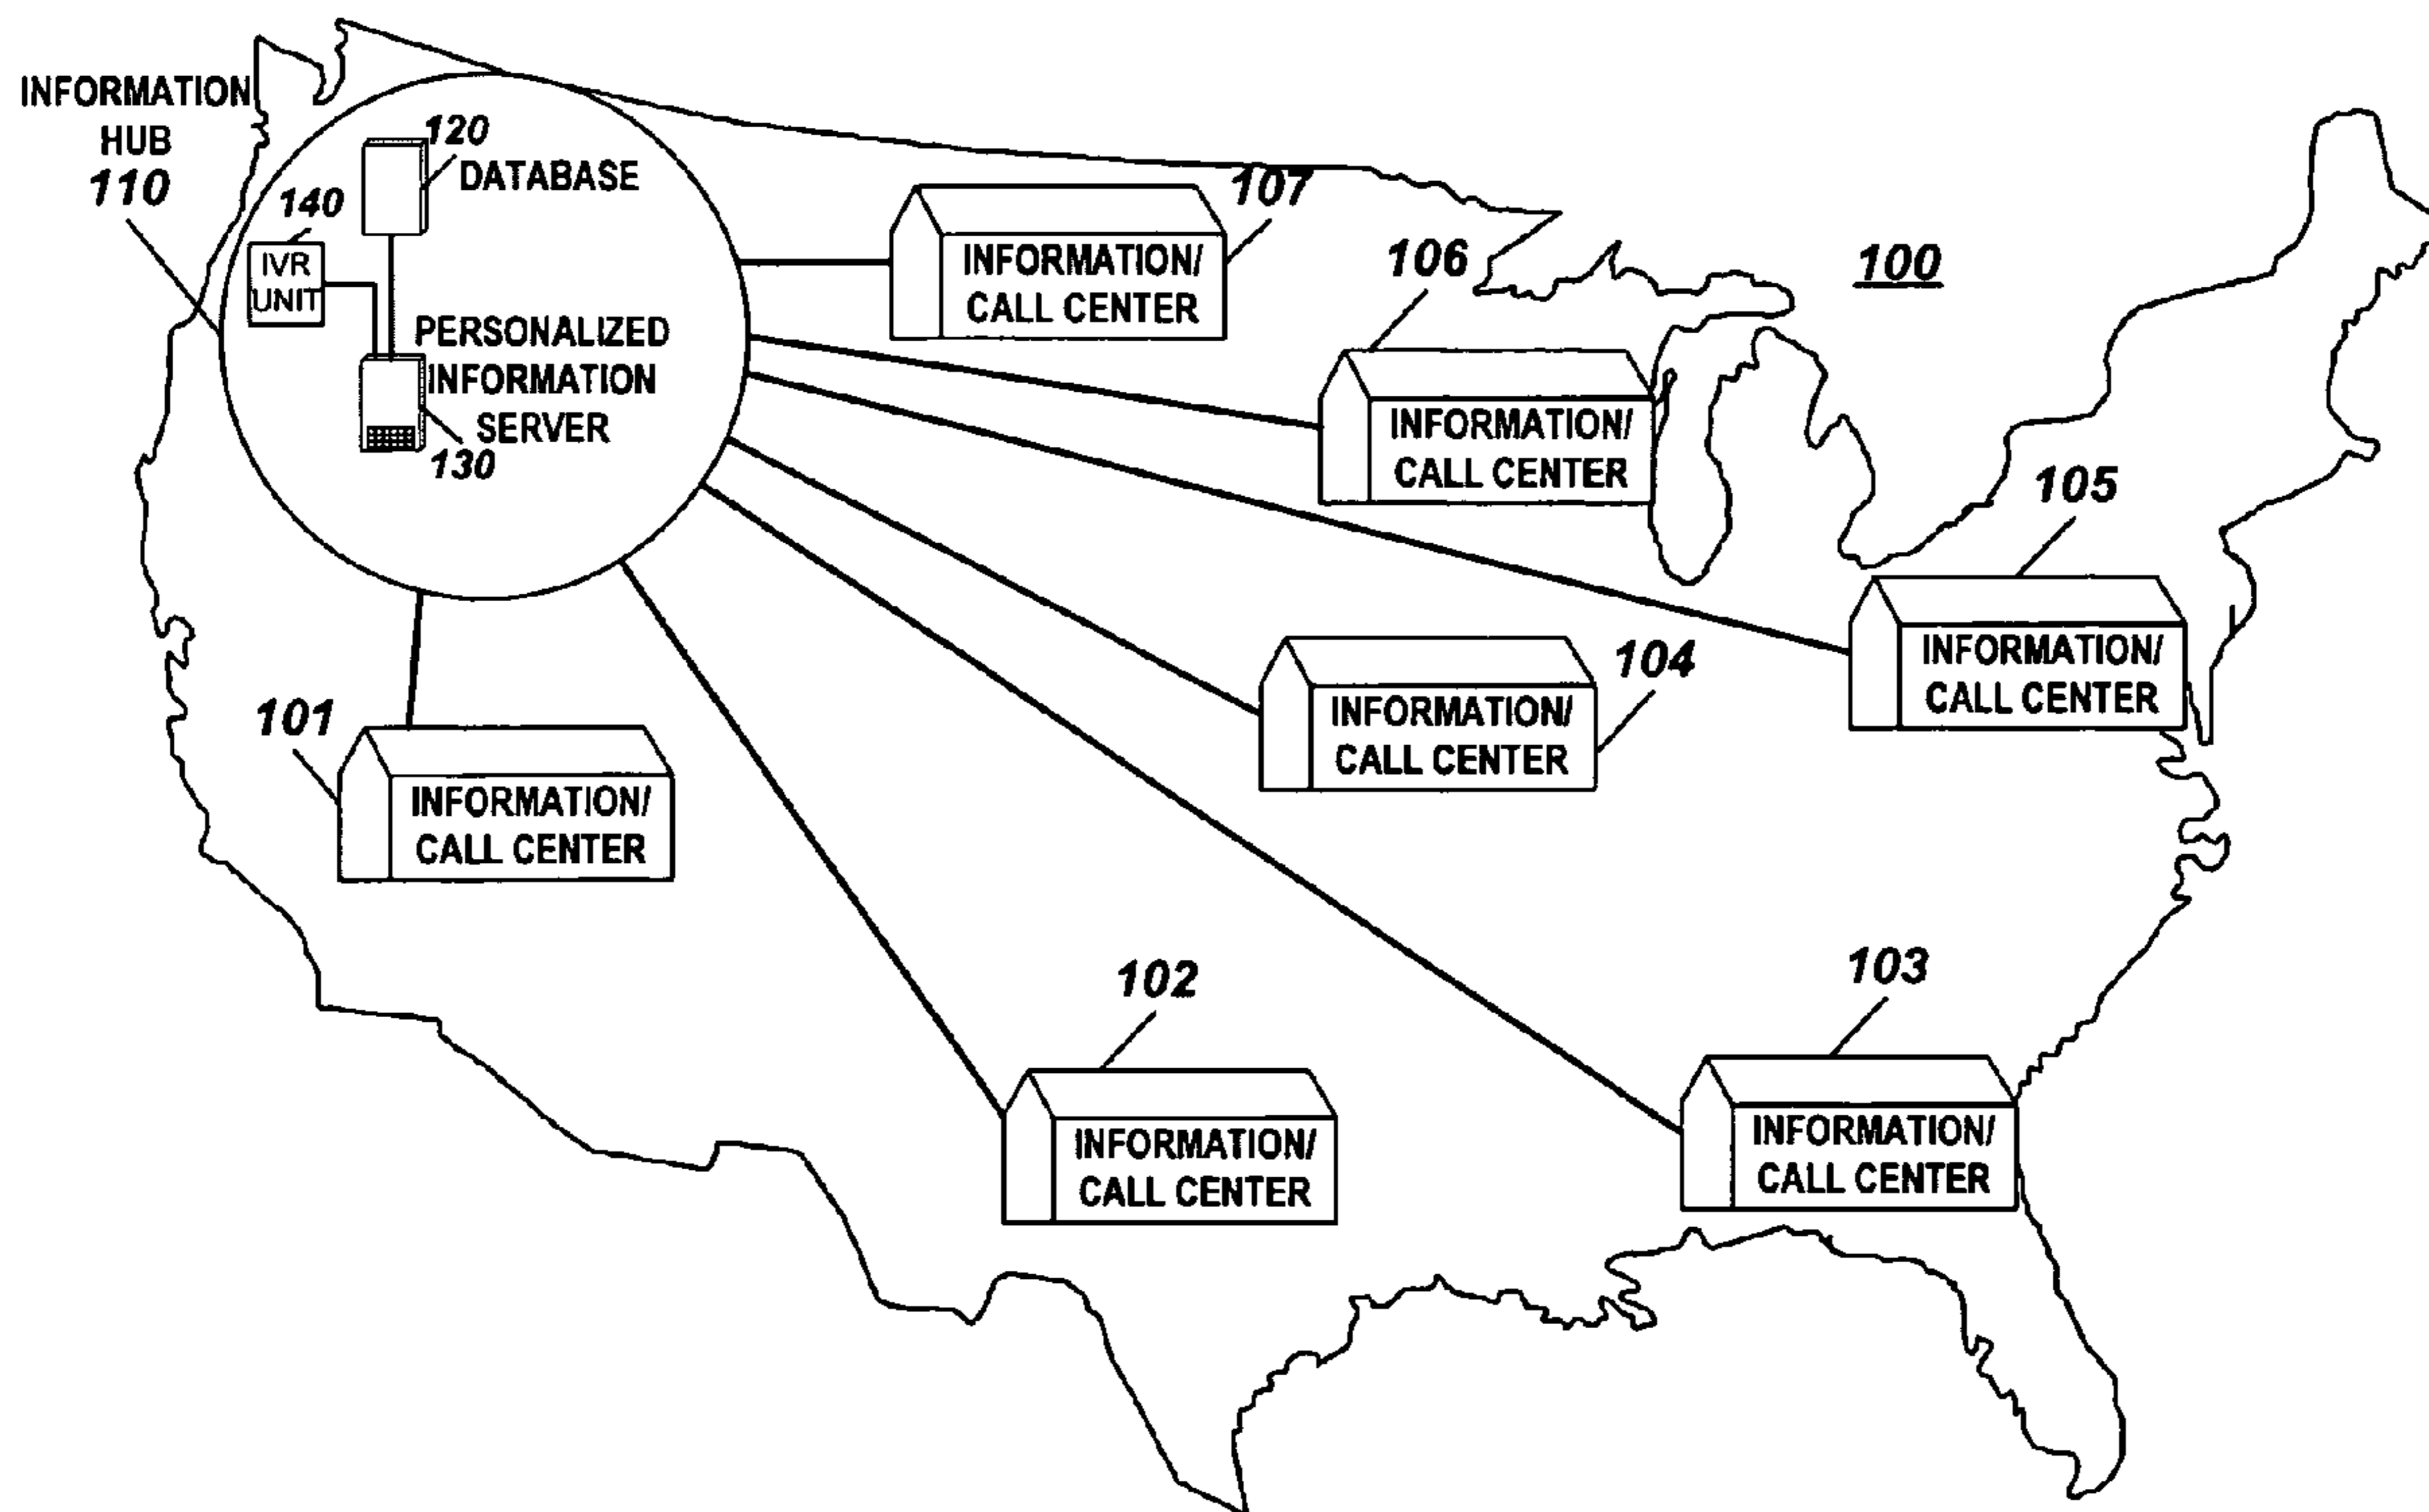 INFORMATION
HUB
110
120
DATABASE
140
IVR
UNIT
PERSONALIZED
INFORMATION
SERVER
130
107
INFORMATION/
CALL CENTER
106
INFORMATION/
CALL CENTER
100
105
INFORMATION/
CALL CENTER
104
INFORMATION/
CALL CENTER
101
INFORMATION/
CALL CENTER
102
INFORMATION/
CALL CENTER
103
INFORMATION/
CALL CENTER